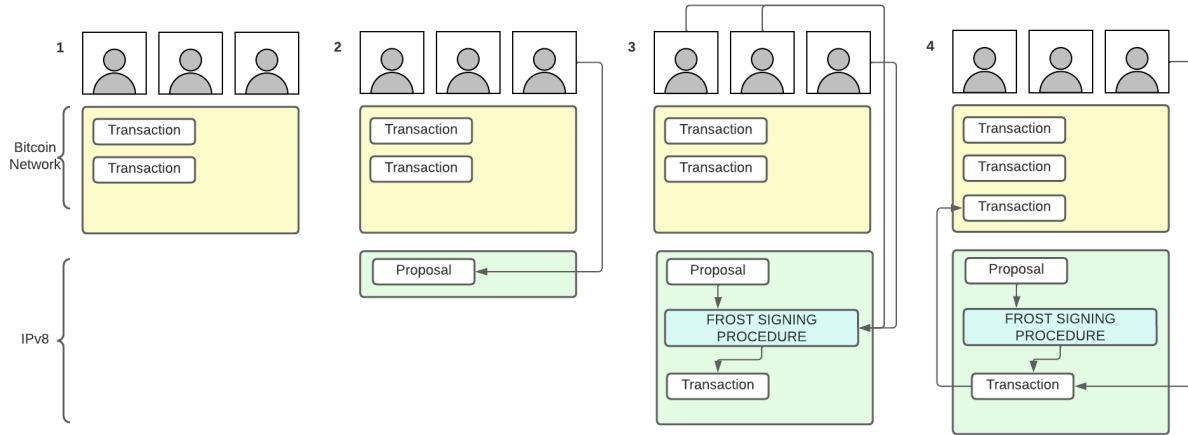 1
2
3
4
Bitcoin
Network
Transaction
Transaction
Transaction
Transaction
Transaction
Transaction
Transaction
Transaction
Transaction
IPv8
Proposal
Proposal
FROST SIGNING
PROCEDURE
Transaction
Proposal
FROST SIGNING
PROCEDURE
Transaction